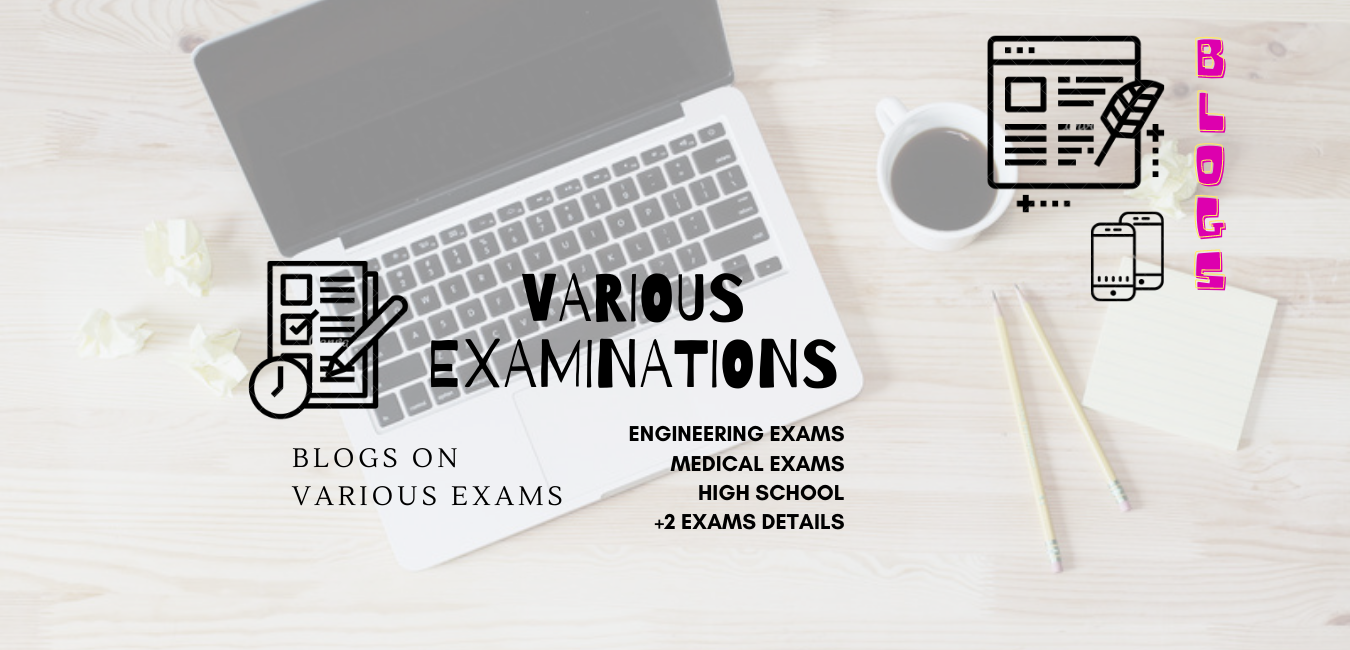 BLOGS
VARIOUS
EXAMINATIONS
BLOGS ON
VARIOUS EXAMS
ENGINEERING EXAMS
MEDICAL EXAMS
HIGH SCHOOL
+2 EXAMS DETAILS